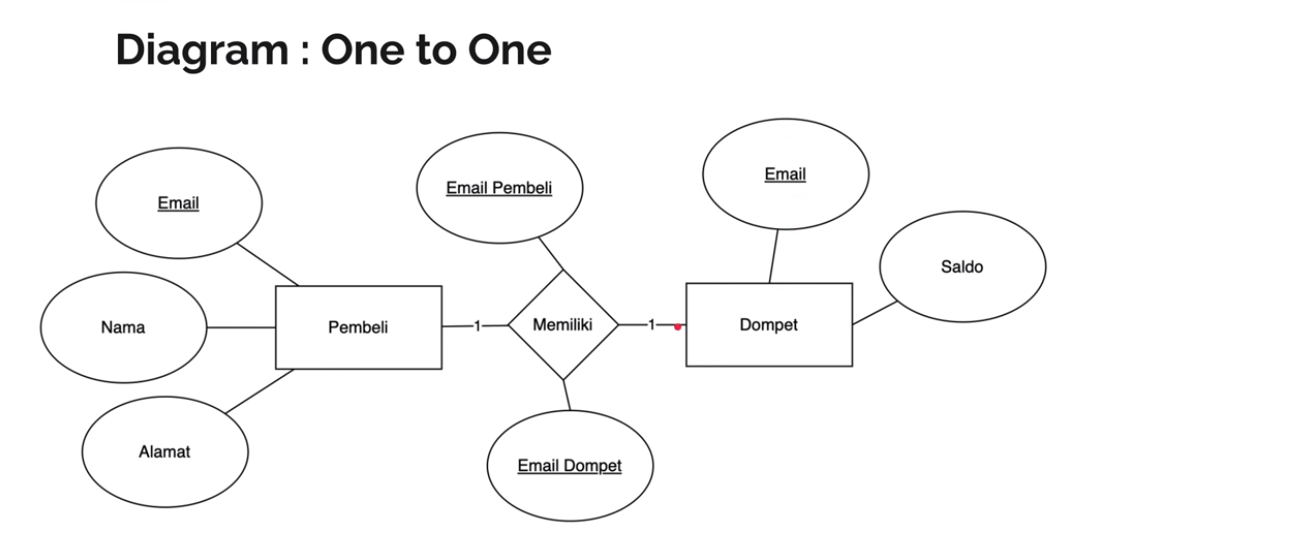 Diagram : One to One
Email
Email Pembeli
Email
Saldo
Nama
Pembeli
1
Memiliki
1
Dompet
Alamat
Email Dompet